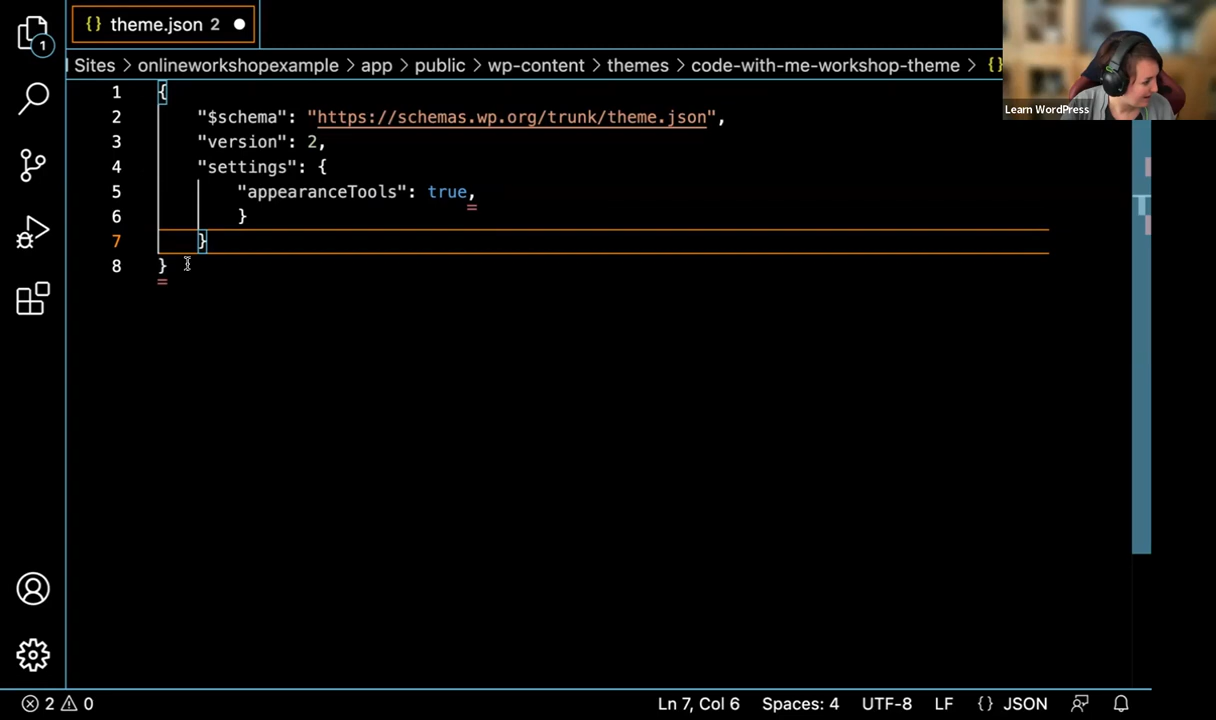 {} theme.json 2
Sites > onlineworkshopexample > app > public > wp-content > themes > code-with-me-workshop-theme > {}
Learn WordPress
1
1 {
2 "$schema": "https://schemas.wp.org/trunk/theme.json",
3 "version": 2,
4 "settings": {
5 "appearanceTools": true,
6 }
7 }
8 }
2 0
Ln 7, Col 6 Spaces: 4 UTF-8 LF {} JSON